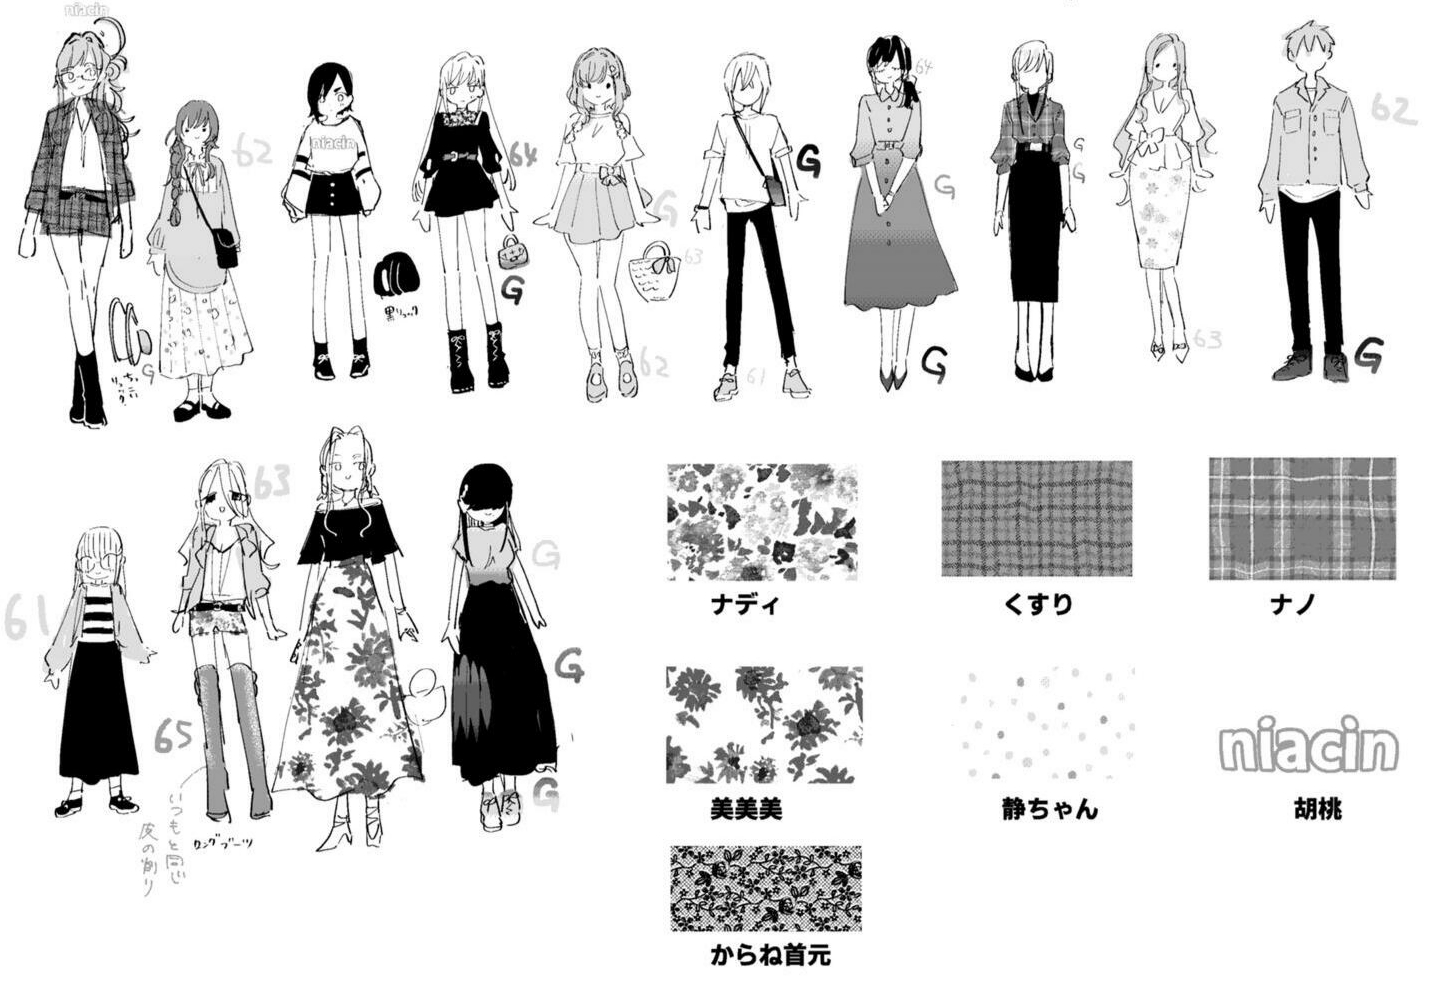 niacin
62
niacin
黒リュック
64
G
G
63
62
G
61
64
G
G
G
G
63
62
G
G
61
63
65
ロングブーツ
いつもと同じ
皮の削り
G
G
G
ナディ
くすり
ナノ
美美美
静ちゃん
niacin
胡桃
からね首元